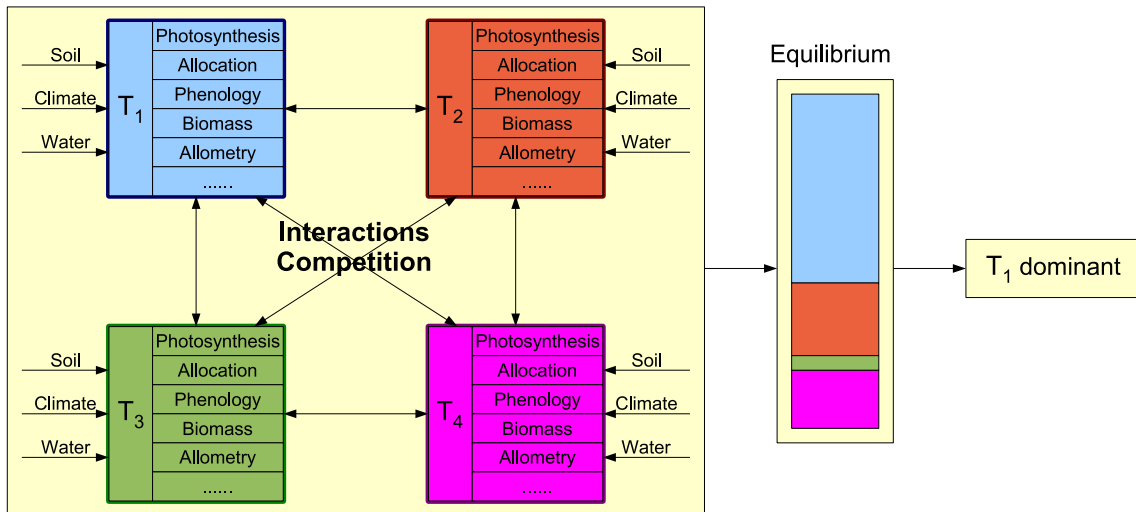 Soil
Climate
Water
T1
Photosynthesis
Allocation
Phenology
Biomass
Allometry
......
T2
Photosynthesis
Allocation
Phenology
Biomass
Allometry
......
Soil
Climate
Water
Interactions
Competition
Soil
Climate
Water
T3
Photosynthesis
Allocation
Phenology
Biomass
Allometry
......
T4
Photosynthesis
Allocation
Phenology
Biomass
Allometry
......
Soil
Climate
Water
Equilibrium
T1 dominant